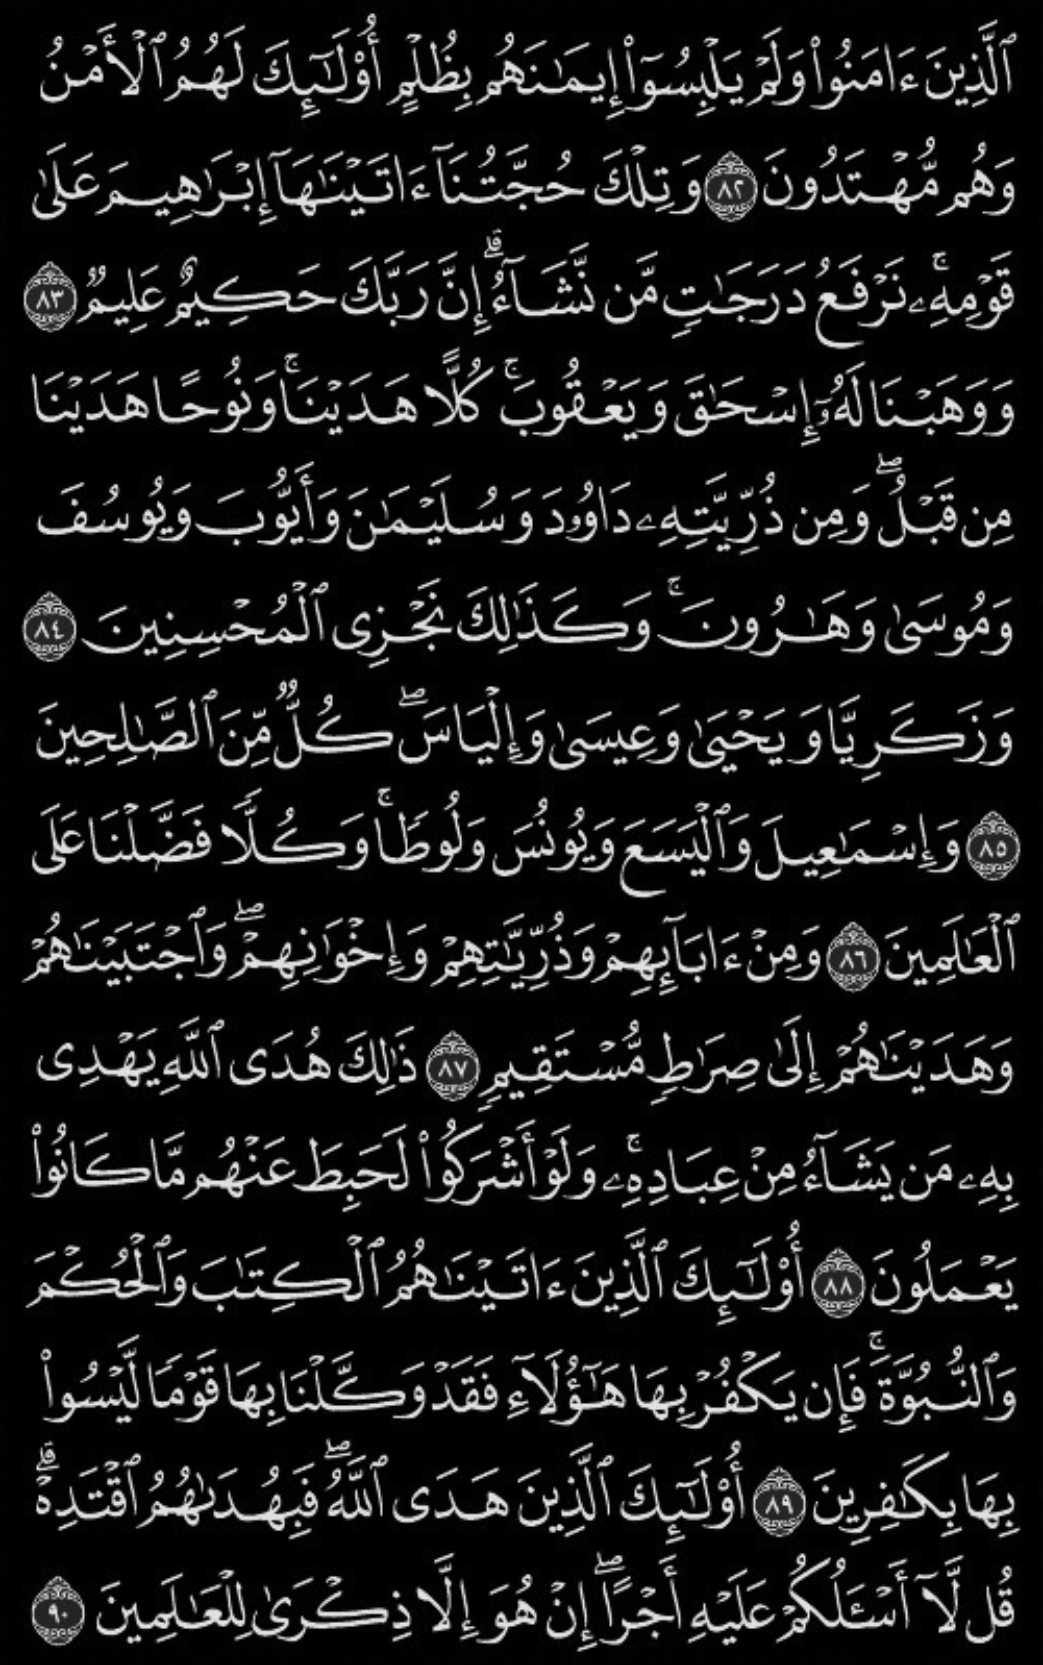 ٱلَّذِينَ ءَامَنُوا۟ وَلَمْ يَلْبِسُوٓا۟ إِيمَـٰنَهُم بِظُلْمٍ أُو۟لَـٰٓئِكَ لَهُمُ ٱلْأَمْنُ
وَهُم مُّهْتَدُونَ ٨٢ وَتِلْكَ حُجَّتُنَآ ءَاتَيْنَـٰهَآ إِبْرَٰهِيمَ عَلَىٰ
قَوْمِهِۦ ۚ نَرْفَعُ دَرَجَـٰتٍ مَّن نَّشَآءُ ۗ إِنَّ رَبَّكَ حَكِيمٌ عَلِيمٌ ٨٣
وَوَهَبْنَا لَهُۥٓ إِسْحَـٰقَ وَيَعْقُوبَ ۚ كُلًّا هَدَيْنَا ۚ وَنُوحًا هَدَيْنَا
مِن قَبْلُ ۖ وَمِن ذُرِّيَّتِهِۦ دَاوُۥدَ وَسُلَيْمَـٰنَ وَأَيُّوبَ وَيُوسُفَ
وَمُوسَىٰ وَهَـٰرُونَ ۚ وَكَذَٰلِكَ نَجْزِى ٱلْمُحْسِنِينَ ٨٤
وَزَكَرِيَّا وَيَحْيَىٰ وَعِيسَىٰ وَإِلْيَاسَ ۖ كُلٌّ مِّنَ ٱلصَّـٰلِحِينَ
٨٥ وَإِسْمَـٰعِيلَ وَٱلْيَسَعَ وَيُونُسَ وَلُوطًا ۚ وَكُلًّا فَضَّلْنَا عَلَى
ٱلْعَـٰلَمِينَ ٨٦ وَمِنْ ءَابَآئِهِمْ وَذُرِّيَّـٰتِهِمْ وَإِخْوَٰنِهِمْ ۖ وَٱجْتَبَيْنَـٰهُمْ
وَهَدَيْنَـٰهُمْ إِلَىٰ صِرَٰطٍ مُّسْتَقِيمٍ ٨٧ ذَٰلِكَ هُدَى ٱللَّهِ يَهْدِى
بِهِۦ مَن يَشَآءُ مِنْ عِبَادِهِۦ ۚ وَلَوْ أَشْرَكُوا۟ لَحَبِطَ عَنْهُم مَّا كَانُوا۟
يَعْمَلُونَ ٨٨ أُو۟لَـٰٓئِكَ ٱلَّذِينَ ءَاتَيْنَـٰهُمُ ٱلْكِتَـٰبَ وَٱلْحُكْمَ
وَٱلنُّبُوَّةَ ۚ فَإِن يَكْفُرْ بِهَا هَـٰٓؤُلَآءِ فَقَدْ وَكَّلْنَا بِهَا قَوْمًا لَّيْسُوا۟
بِهَا بِكَـٰفِرِينَ ٨٩ أُو۟لَـٰٓئِكَ ٱلَّذِينَ هَدَى ٱللَّهُ ۖ فَبِهُدَىٰهُمُ ٱقْتَدِهْ ۗ
قُل لَّآ أَسْـَٔلُكُمْ عَلَيْهِ أَجْرًا ۖ إِنْ هُوَ إِلَّا ذِكْرَىٰ لِلْعَـٰلَمِينَ ٩٠